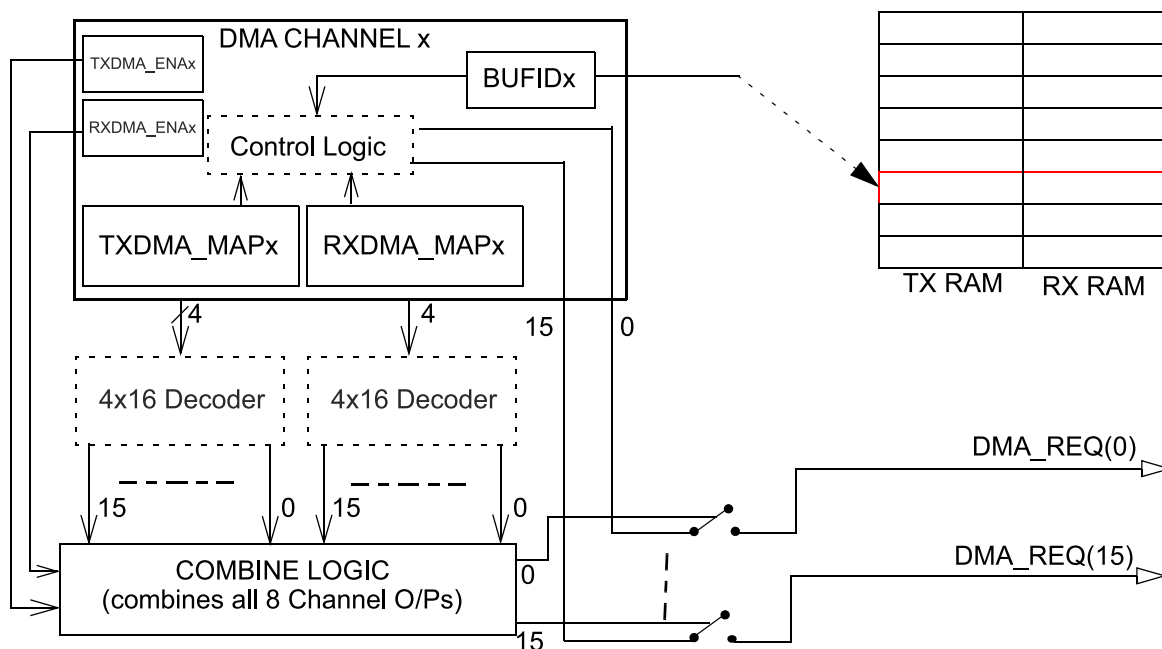 DMA CHANNEL x
TXDMA_ENAx
BUFIDx
RXDMA_ENAx
Control Logic
TXDMA_MAPx
RXDMA_MAPx
TX RAM
RX RAM
4
4
15
0
4x16 Decoder
4x16 Decoder
DMA_REQ(0)
15
0
15
0
COMBINE LOGIC
(combines all 8 Channel O/Ps)
0
DMA_REQ(15)
15